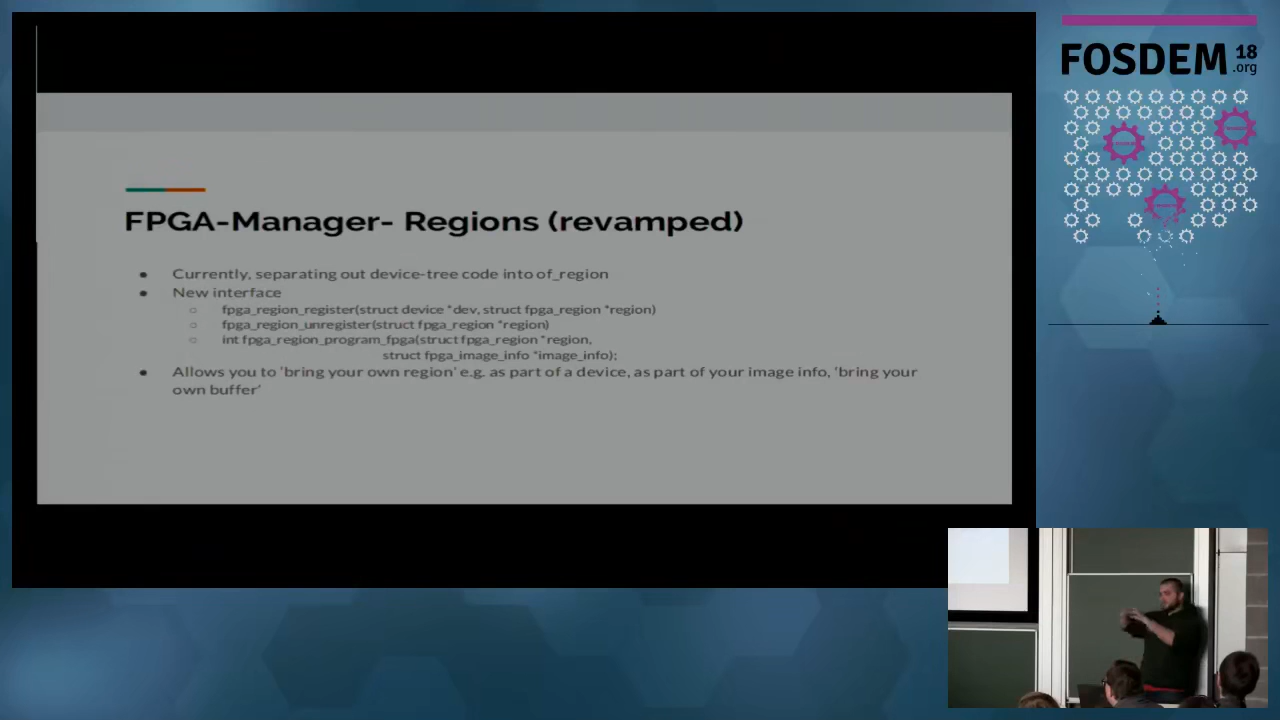 FOSDEM 18
.org
FPGA-Manager- Regions (revamped)
● Currently, separating out device-tree code into of_region
● New interface
○ fpga_region_register(struct device *dev, struct fpga_region *region)
○ fpga_region_unregister(struct fpga_region *region)
○ int fpga_region_program_fpga(struct fpga_region *region,
struct fpga_image_info *image_info);
● Allows you to 'bring your own region' e.g. as part of a device, as part of your image info, 'bring your
own buffer'